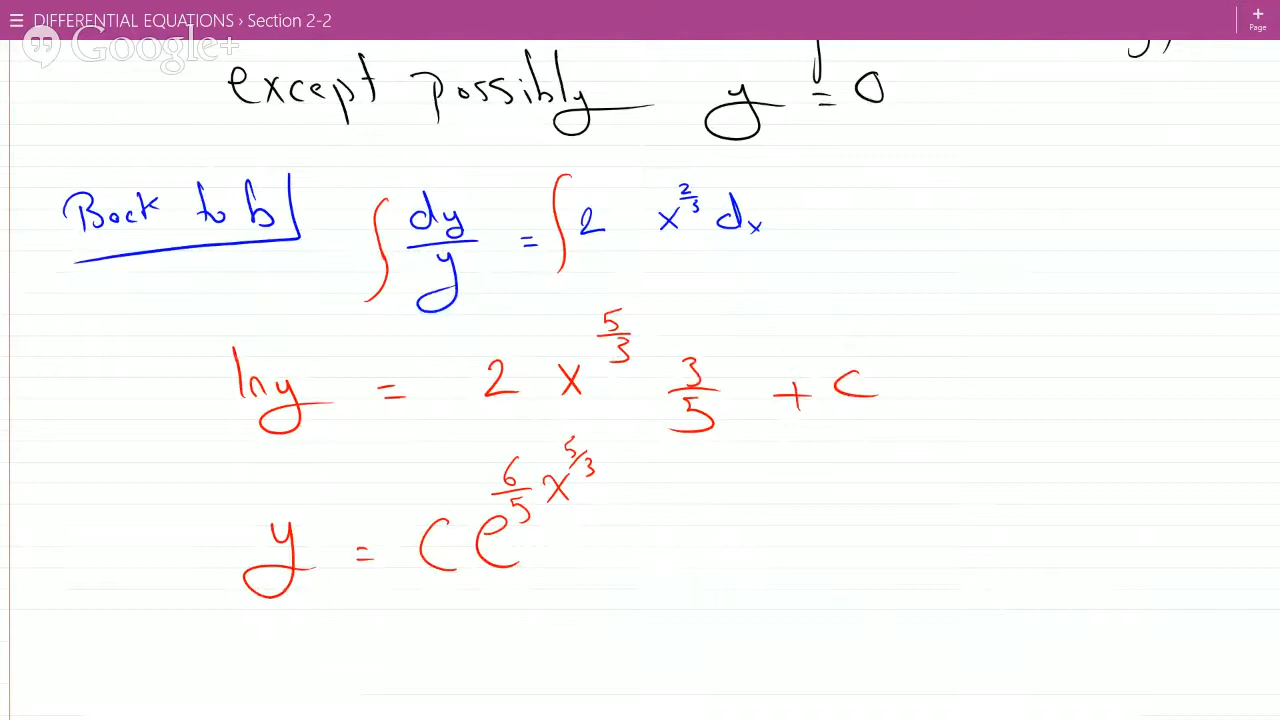 DIFFERENTIAL EQUATIONS › Section 2-2
Page
Google+
except possibly y = 0
Back to b) ∫ dy/y = ∫ 2 x^(2/3) dx
ln y = 2 x^(5/3) 3/5 + C
y = C e^(6/5 x^(5/3))